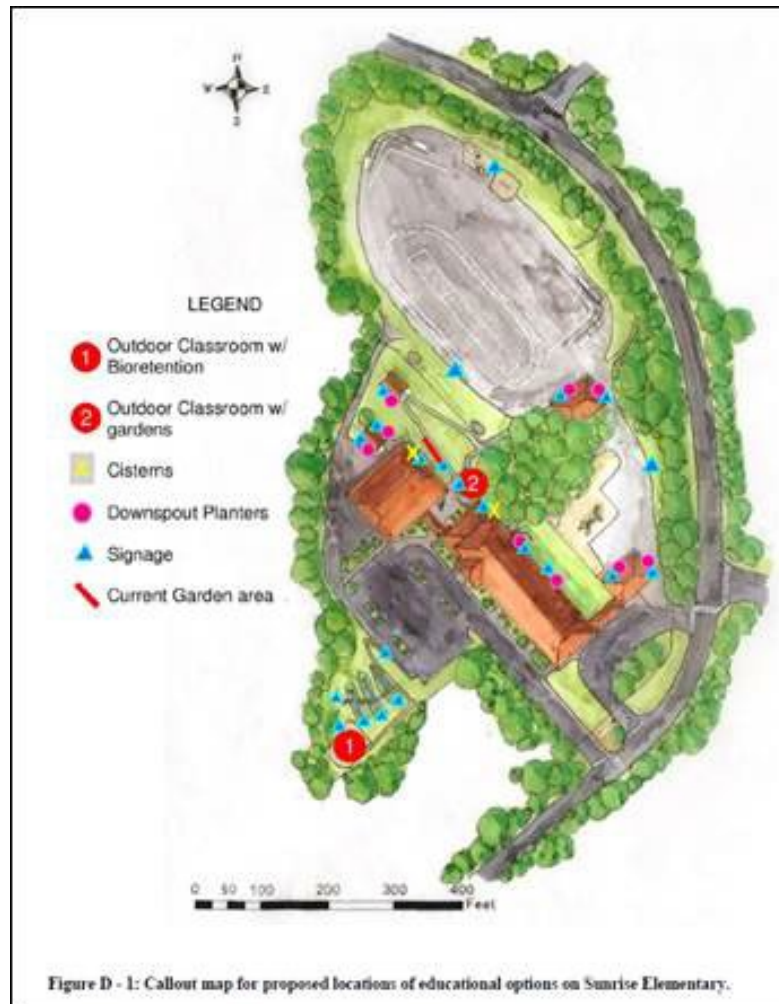 N
W E
S
LEGEND
1 Outdoor Classroom w/
Bioretention
2 Outdoor Classroom w/
gardens
X Cisterns
Downspout Planters
Signage
Current Garden area
2
X
X
1
0 50 100 200 300 400
Feet
Figure D - 1: Callout map for proposed locations of educational options on Sunrise Elementary.